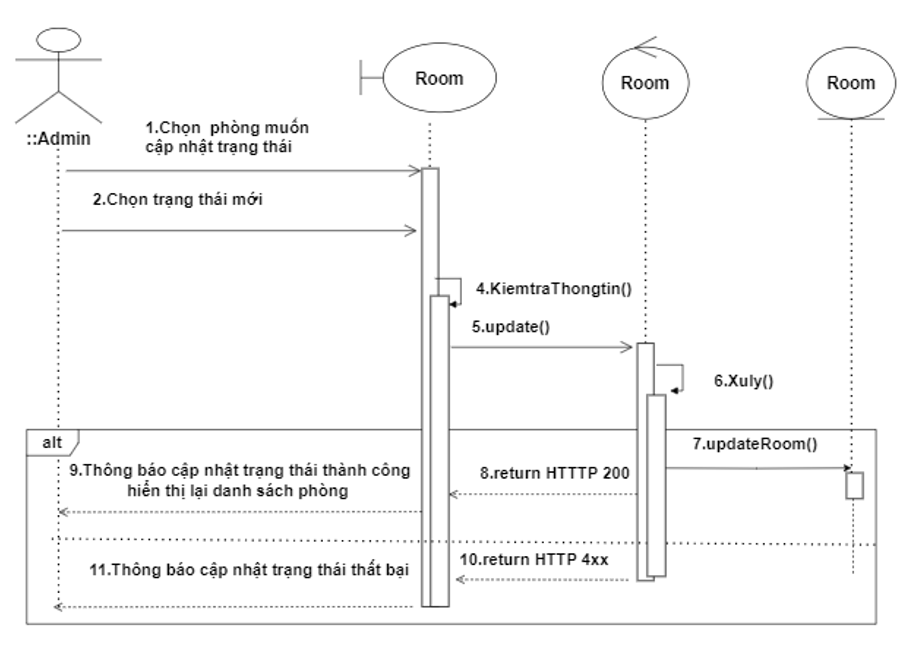 Room
Room
Room
::Admin
1.Chọn phòng muốn
cập nhật trạng thái
2.Chọn trạng thái mới
4.KiemtraThongtin()
5.update()
6.Xuly()
alt
7.updateRoom()
9.Thông báo cập nhật trạng thái thành công
hiển thị lại danh sách phòng
8.return HTTTP 200
10.return HTTP 4xx
11.Thông báo cập nhật trạng thái thất bại